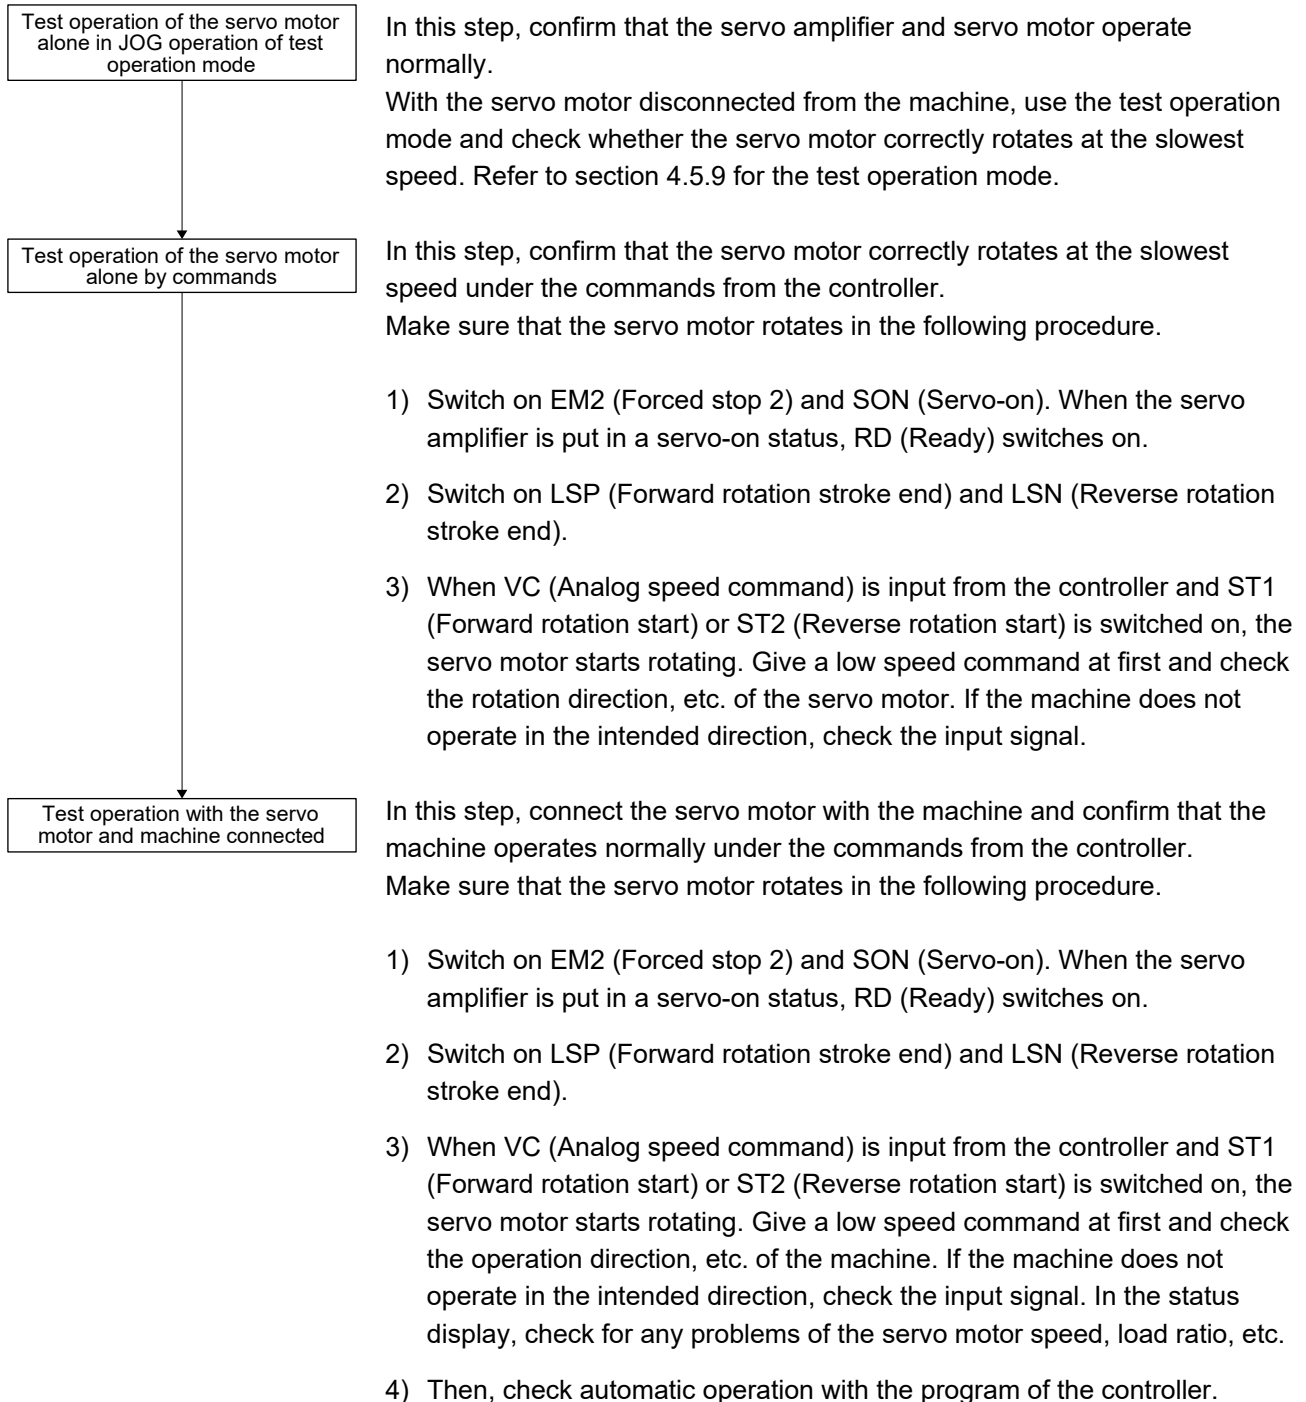 Test operation of the servo motor
alone in JOG operation of test
operation mode
In this step, confirm that the servo amplifier and servo motor operate
normally.
With the servo motor disconnected from the machine, use the test operation
mode and check whether the servo motor correctly rotates at the slowest
speed. Refer to section 4.5.9 for the test operation mode.
Test operation of the servo motor
alone by commands
In this step, confirm that the servo motor correctly rotates at the slowest
speed under the commands from the controller.
Make sure that the servo motor rotates in the following procedure.
1) Switch on EM2 (Forced stop 2) and SON (Servo-on). When the servo
amplifier is put in a servo-on status, RD (Ready) switches on.
2) Switch on LSP (Forward rotation stroke end) and LSN (Reverse rotation
stroke end).
3) When VC (Analog speed command) is input from the controller and ST1
(Forward rotation start) or ST2 (Reverse rotation start) is switched on, the
servo motor starts rotating. Give a low speed command at first and check
the rotation direction, etc. of the servo motor. If the machine does not
operate in the intended direction, check the input signal.
Test operation with the servo
motor and machine connected
In this step, connect the servo motor with the machine and confirm that the
machine operates normally under the commands from the controller.
Make sure that the servo motor rotates in the following procedure.
1) Switch on EM2 (Forced stop 2) and SON (Servo-on). When the servo
amplifier is put in a servo-on status, RD (Ready) switches on.
2) Switch on LSP (Forward rotation stroke end) and LSN (Reverse rotation
stroke end).
3) When VC (Analog speed command) is input from the controller and ST1
(Forward rotation start) or ST2 (Reverse rotation start) is switched on, the
servo motor starts rotating. Give a low speed command at first and check
the operation direction, etc. of the machine. If the machine does not
operate in the intended direction, check the input signal. In the status
display, check for any problems of the servo motor speed, load ratio, etc.
4) Then, check automatic operation with the program of the controller.